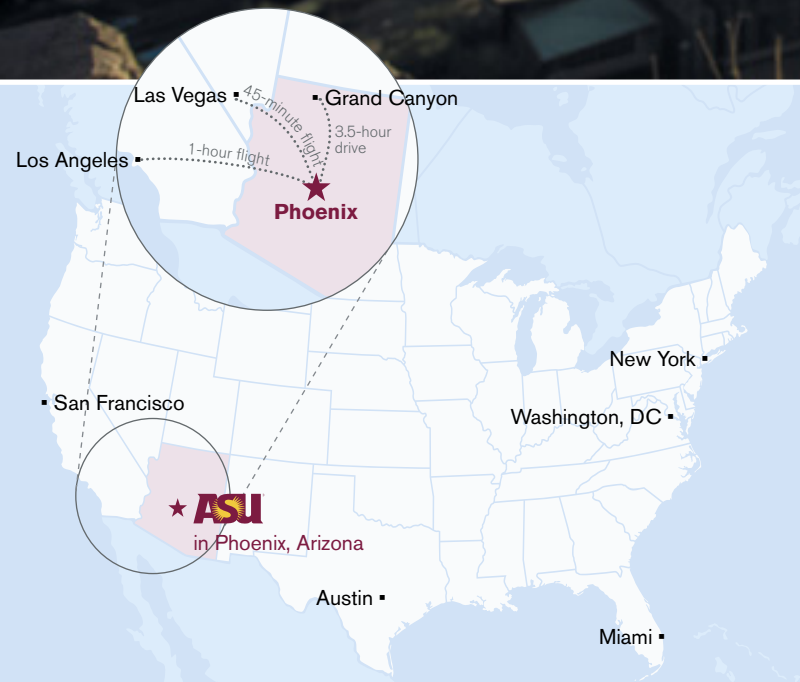 Las Vegas
45-minute flight
Grand Canyon
3.5-hour
drive
Los Angeles
1-hour flight
Phoenix
New York
San Francisco
Washington, DC
ASU
in Phoenix, Arizona
Austin
Miami